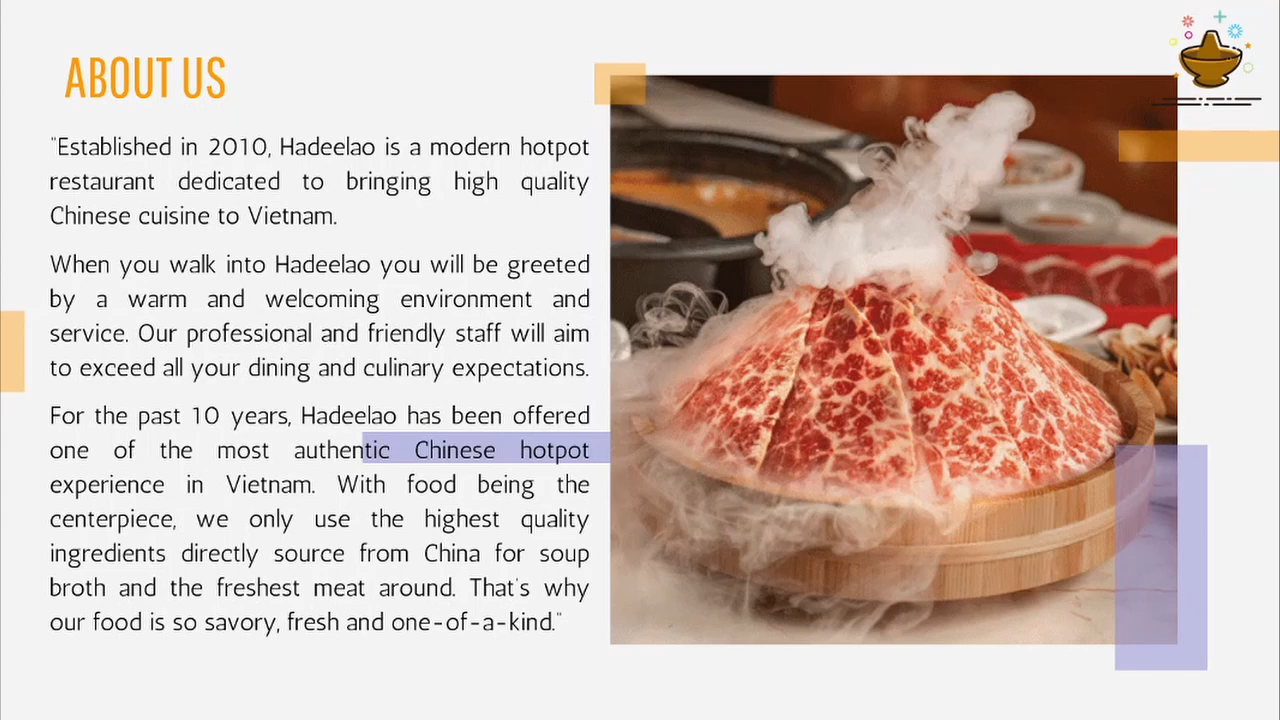 ABOUT US
"Established in 2010, Hadeelao is a modern hotpot
restaurant dedicated to bringing high quality
Chinese cuisine to Vietnam.
When you walk into Hadeelao you will be greeted
by a warm and welcoming environment and
service. Our professional and friendly staff will aim
to exceed all your dining and culinary expectations.
For the past 10 years, Hadeelao has been offered
one of the most authentic Chinese hotpot
experience in Vietnam. With food being the
centerpiece, we only use the highest quality
ingredients directly source from China for soup
broth and the freshest meat around. That's why
our food is so savory, fresh and one-of-a-kind."